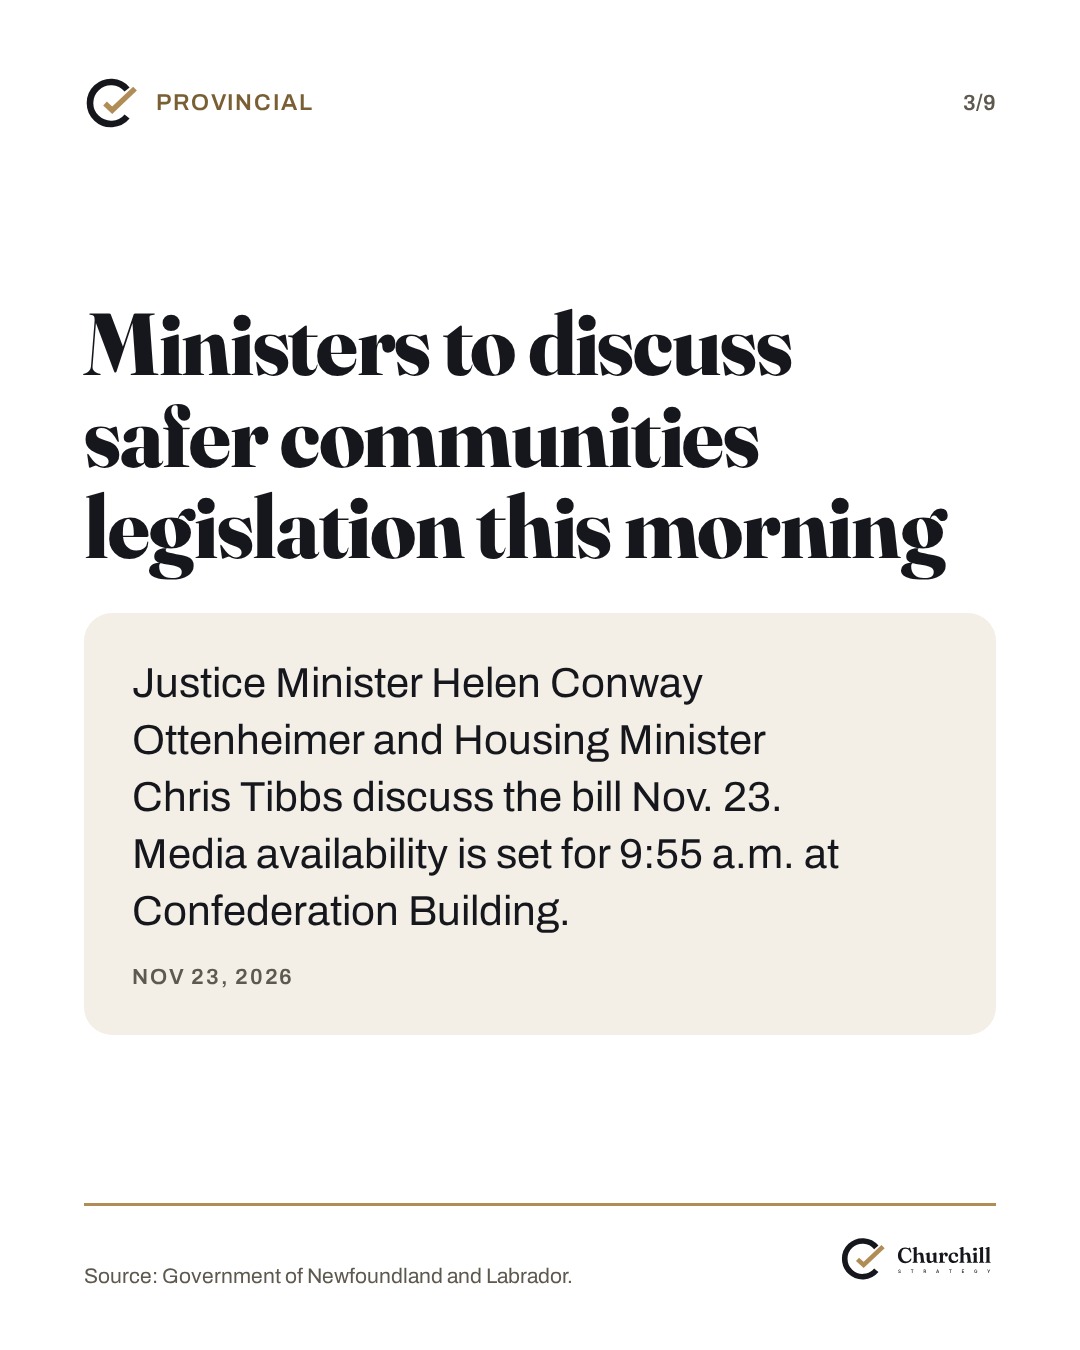 PROVINCIAL
3/9
Ministers to discuss
safer communities
legislation this morning
Justice Minister Helen Conway
Ottenheimer and Housing Minister
Chris Tibbs discuss the bill Nov. 23.
Media availability is set for 9:55 a.m. at
Confederation Building.
NOV 23, 2026
Source: Government of Newfoundland and Labrador.
Churchill
STRATEGY